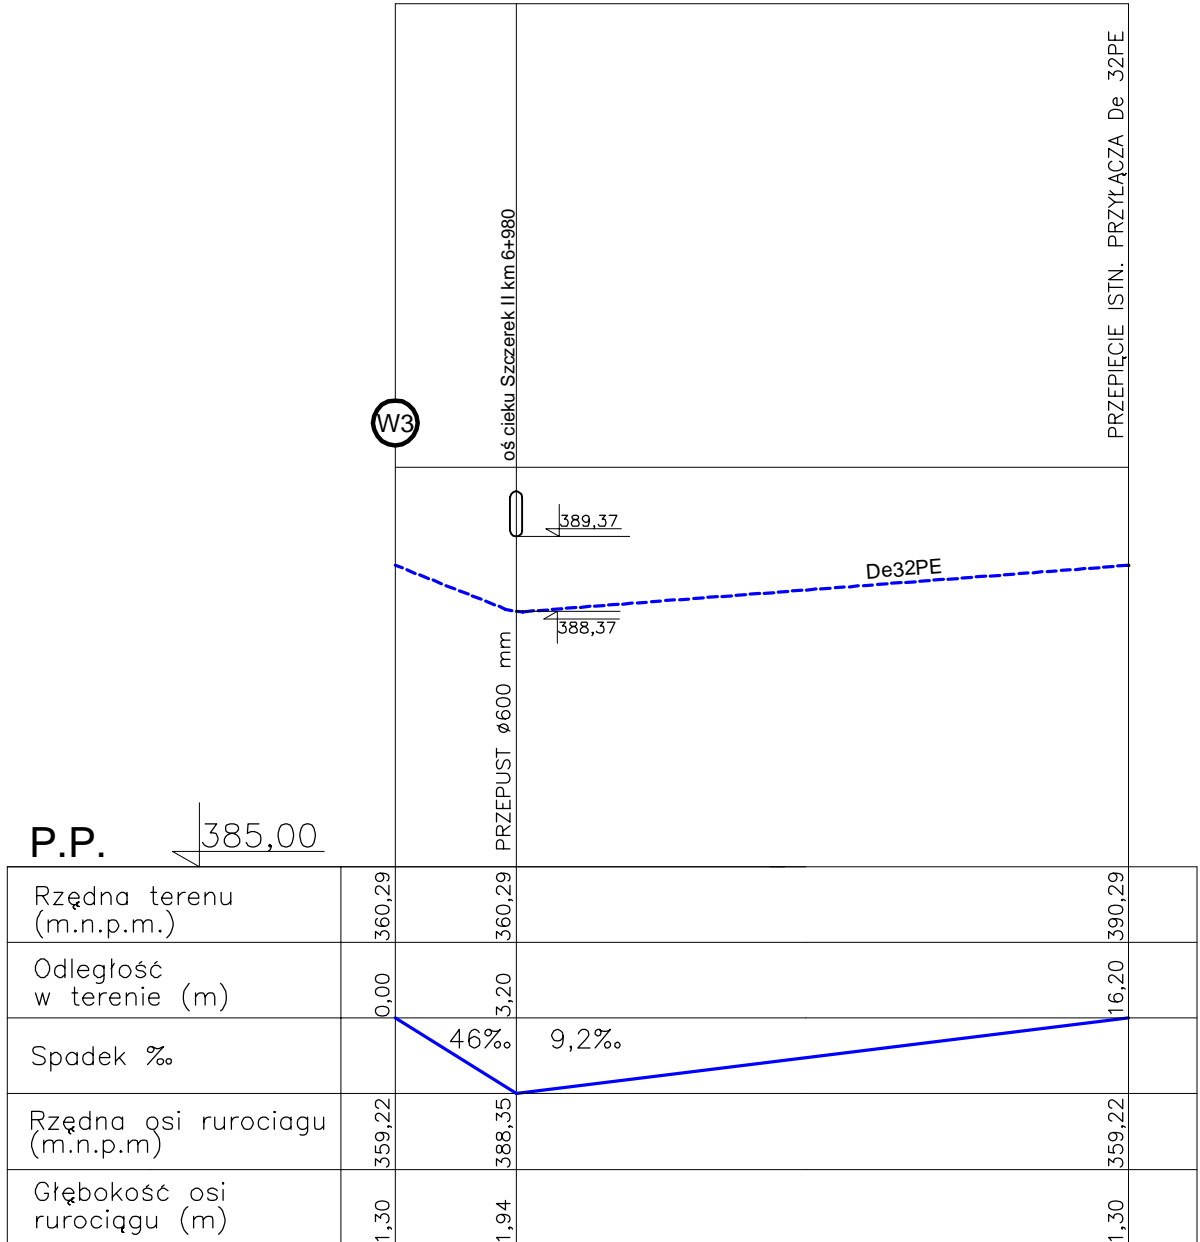 PRZEPIĘCIE ISTN. PRZYŁĄCZA De 32PE
oś cieku Szczerek II km 6+980
W3
389,37
De32PE
388,37
PRZEPUST ø600 mm
P.P. 385,00
Rzędna terenu
(m.n.p.m.)
360,29 360,29 390,29
Odległość
w terenie (m)
0,00 3,20 16,20
Spadek ‰
46‰ 9,2‰
Rzędna osi rurociagu
(m.n.p.m)
359,22 388,35 359,22
Głębokość osi
rurociągu (m)
1,30 1,94 1,30